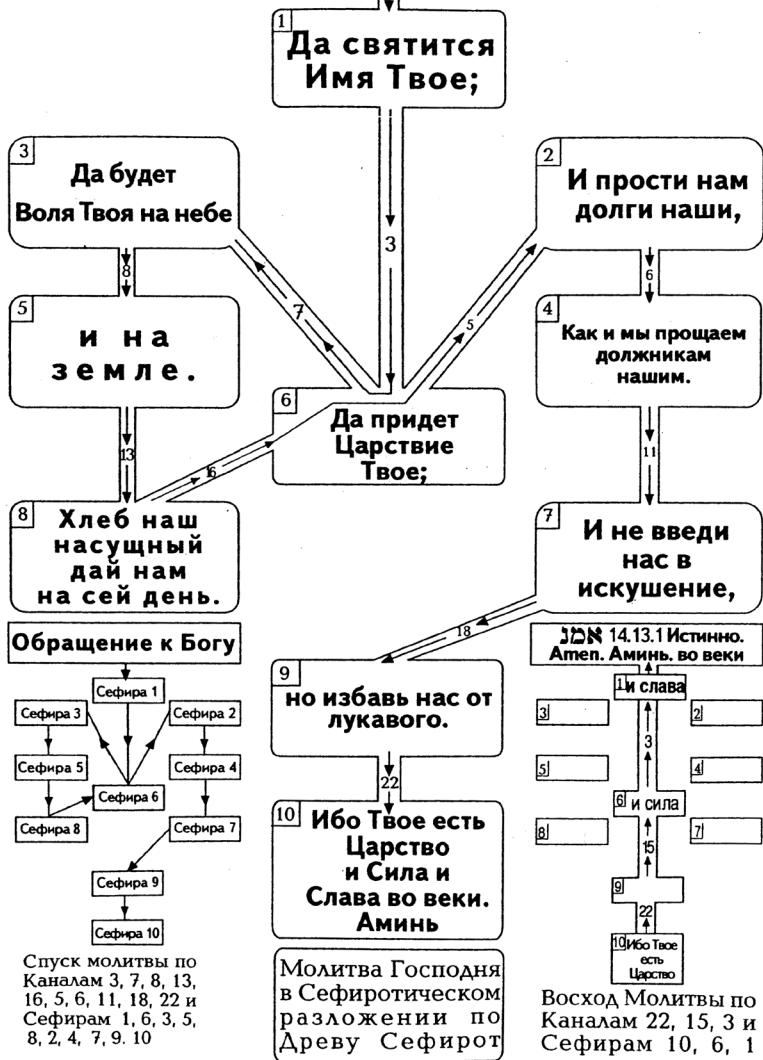 1
Да святится
Имя Твое;
3
Да будет
Воля Твоя на небе
2
И прости нам
долги наши,
3
8
7
5
6
5
и на
земле.
4
Как и мы прощаем
должникам
нашим.
6
Да придет
Царствие
Твое;
13
16
11
8
Хлеб наш
насущный
дай нам
на сей день.
7
И не введи
нас в
искушение,
18
9
но избавь нас от
лукавого.
22
10
Ибо Твое есть
Царство
и Сила и
Слава во веки.
Аминь
Обращение к Богу
Сефира 1
Сефира 3
Сефира 2
Сефира 5
Сефира 4
Сефира 6
Сефира 8
Сефира 7
Сефира 9
Сефира 10
Спуск молитвы по
Каналам 3, 7, 8, 13,
16, 5, 6, 11, 18, 22 и
Сефирам 1, 6, 3, 5,
8, 2, 4, 7, 9. 10
Молитва Господня
в Сефиротическом
разложении по
Древу Сефирот
אמנ 14.13.1 Истинно.
Amen. Аминь. во веки
1 и слава
3
2
3
5
4
6 и сила
8
7
15
9
22
10 Ибо Твое
есть
Царство
Восход Молитвы по
Каналам 22, 15, 3 и
Сефирам 10, 6, 1